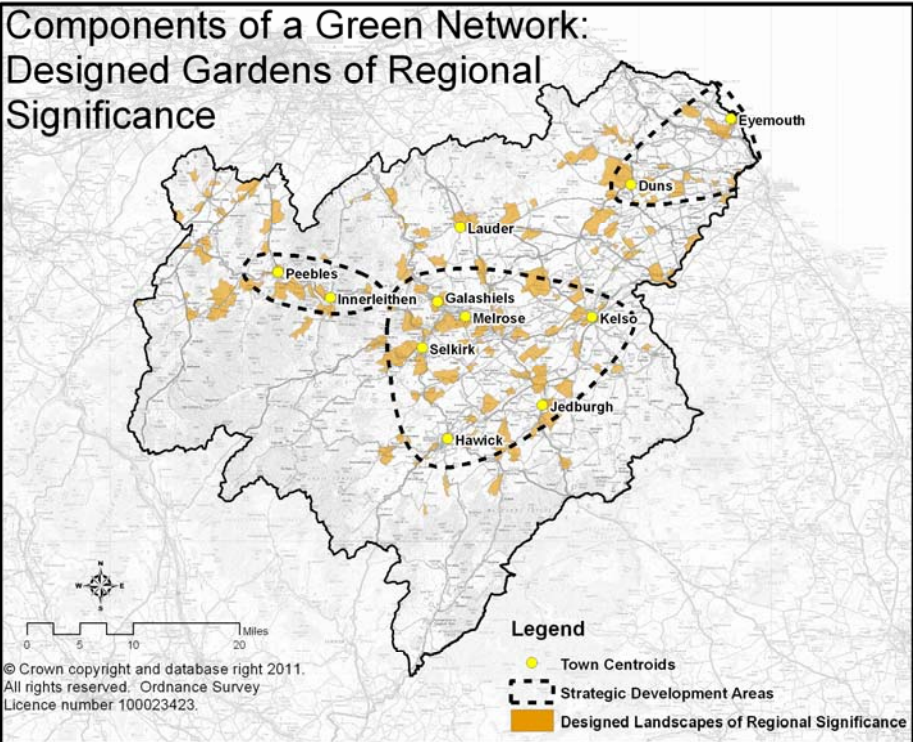 Components of a Green Network:
Designed Gardens of Regional
Significance
Eyemouth
Duns
Lauder
Peebles
Innerleithen
Galashiels
Melrose
Kelso
Selkirk
Jedburgh
Hawick
N
W E
S
Miles
0 5 10 20
© Crown copyright and database right 2011.
All rights reserved. Ordnance Survey
Licence number 100023423.
Legend
Town Centroids
Strategic Development Areas
Designed Landscapes of Regional Significance